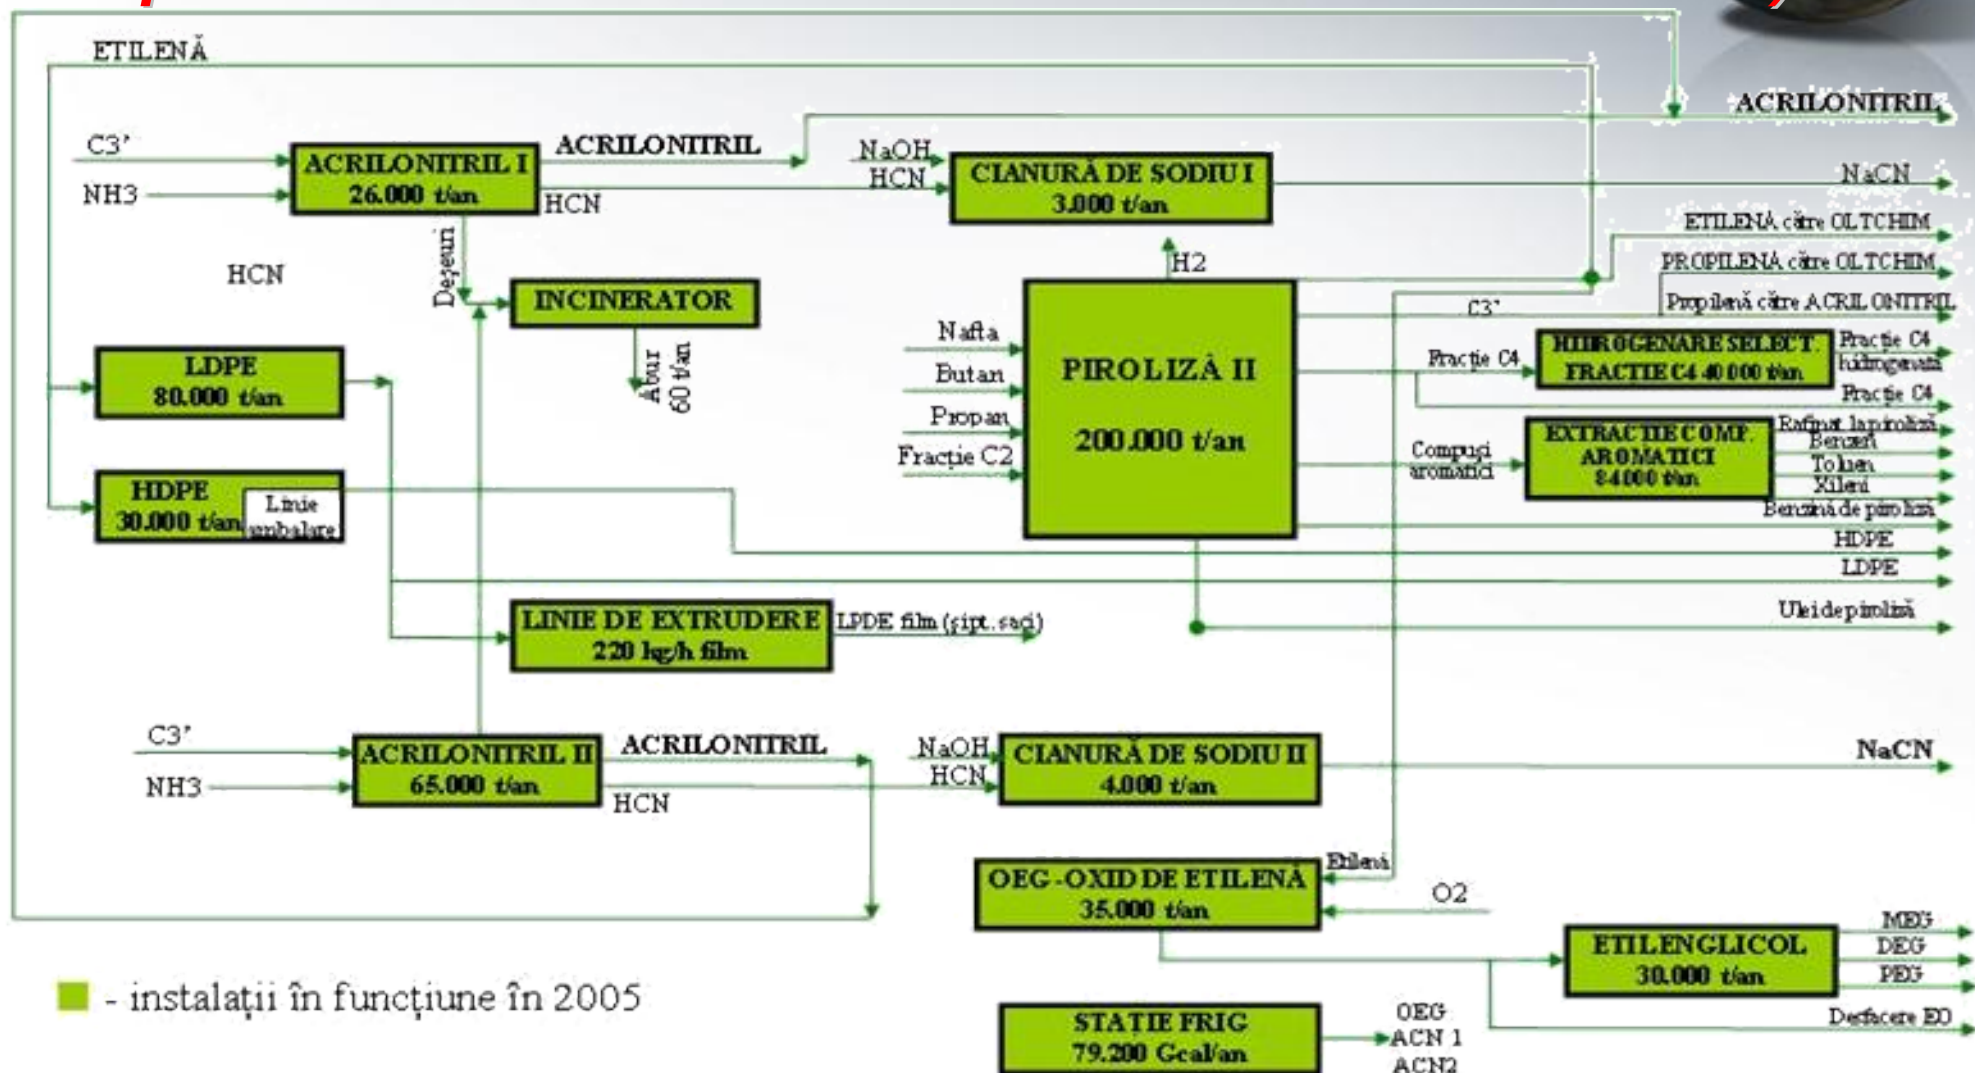 ETILENĂ
ACRILONITRIL
C3'
NH3
ACRILONITRIL I
26.000 t/an
ACRILONITRIL
HCN
NaOH
HCN
CIANURĂ DE SODIU I
3.000 t/an
NaCN
ETILENA către OLTCHIM
PROPILENA către OLTCHIM
Propilenă către ACRILONITRIL
HCN
Deșeuri
INCINERATOR
Abur
60 t/an
H2
C3'
Nafta
Butan
Propan
Fracție C2
PIROLIZĂ II
200.000 t/an
Fracție C4
HIDROGENARE SELECT.
FRACTIE C4 40 000 t/an
Fracție C4
hidrogenată
Fracție C4
LDPE
80.000 t/an
Compuși
aromatici
EXTRACTIE COMP.
AROMATICI
84.000 t/an
Rafinat la piroliză
Benzen
Toluen
Xileni
Benzină de piroliză
HDPE
30.000 t/an
Linie
ambalare
HDPE
LDPE
Ulei de piroliză
LINIE DE EXTRUDERE
220 kg/h film
LPDE film (șipt. saci)
C3'
NH3
ACRILONITRIL II
65.000 t/an
ACRILONITRIL
HCN
NaOH
HCN
CIANURĂ DE SODIU II
4.000 t/an
NaCN
OEG -OXID DE ETILENĂ
35.000 t/an
Etilenă
O2
ETILENGLICOL
30.000 t/an
MEG
DEG
PEG
Desfacere EO
- instalații în funcțiune în 2005
STAȚIE FRIG
79.200 Gcal/an
OEG
ACN 1
ACN2